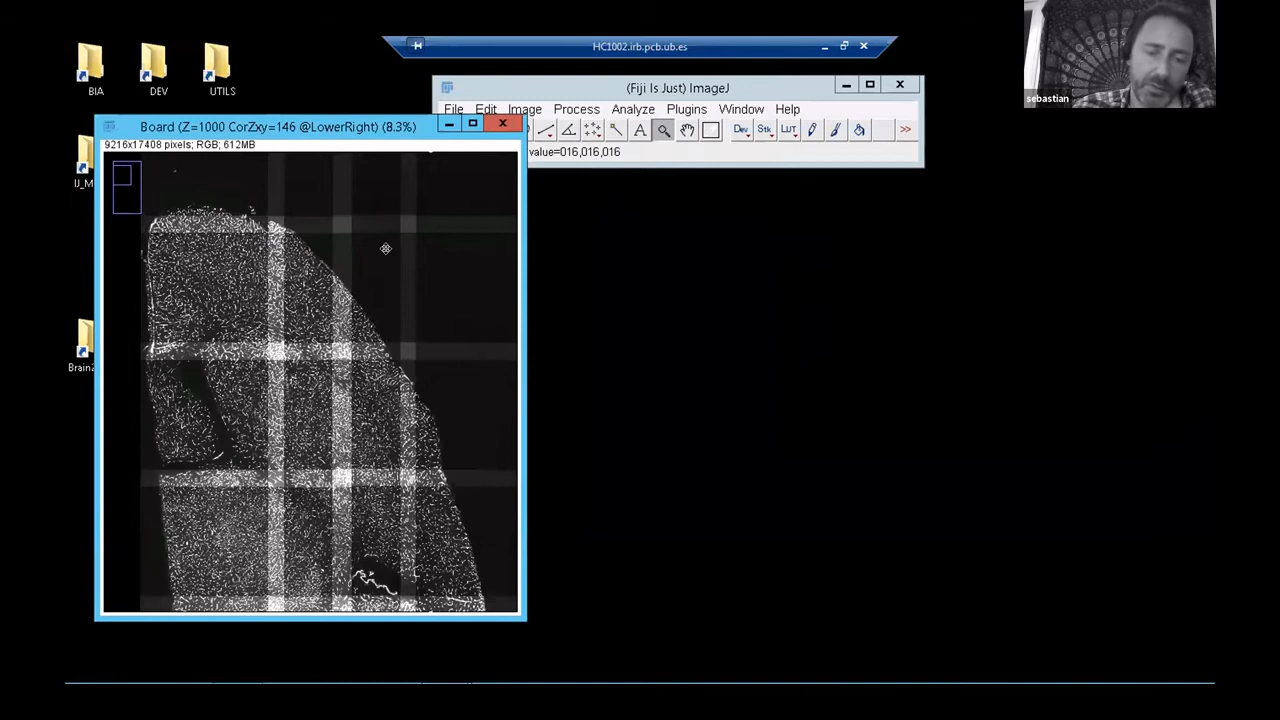 HC1002.irb.pcb.ub.es
BIA
DEV
UTILS
sebastian
(Fiji Is Just) ImageJ
File Edit Image Process Analyze Plugins Window Help
Dev Stk LUT >>
value=016,016,016
Board (Z=1000 CorZxy=146 @LowerRight) (8.3%)
9216x17408 pixels; RGB; 612MB
IJ_M